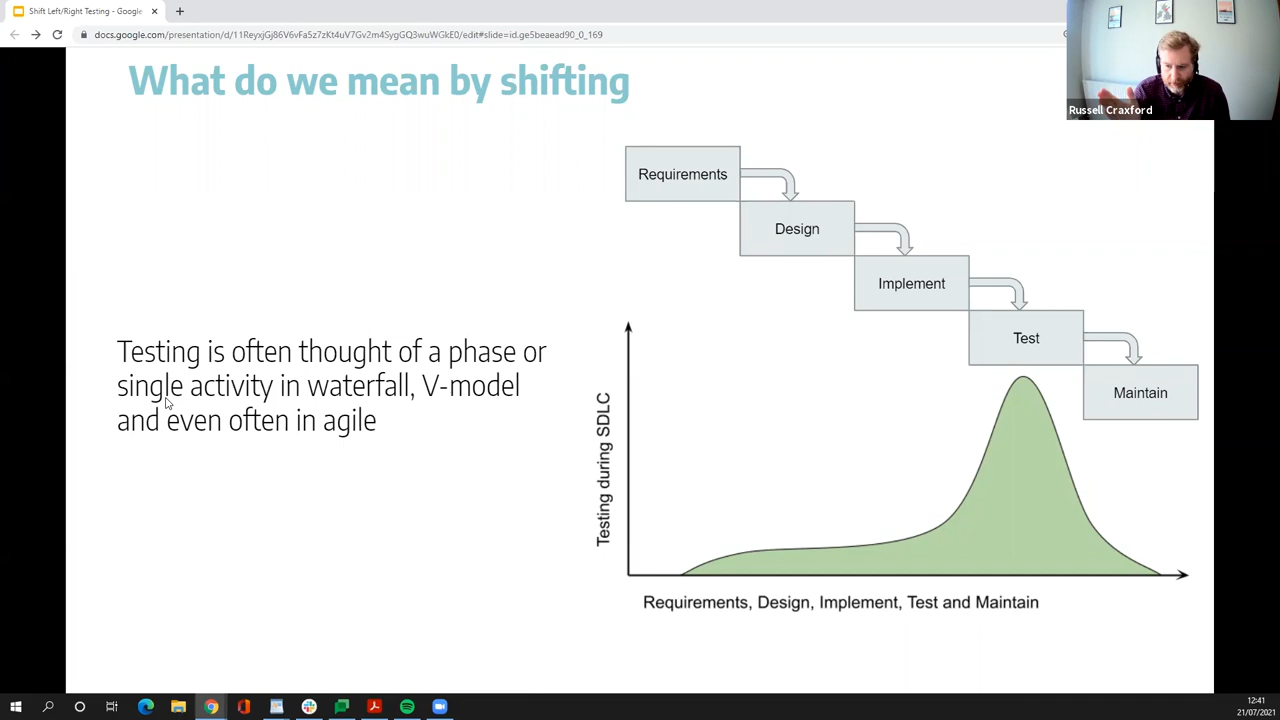 Shift Left/Right Testing - Google
docs.google.com/presentation/d/11ReyxjGj86V6vFa5z7zKt4uV7Gv2m4SygGQ3wuWGkE0/edit#slide=id.ge5beaead90_0_169
What do we mean by shifting
Russell Craxford
Requirements
Design
Implement
Test
Maintain
Testing is often thought of a phase or
single activity in waterfall, V-model
and even often in agile
Testing during SDLC
Requirements, Design, Implement, Test and Maintain
12:41
21/07/2021